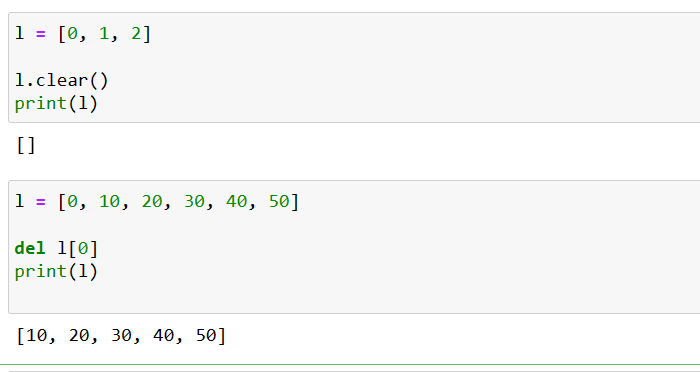 l = [0, 1, 2]
l.clear()
print(l)
[]
l = [0, 10, 20, 30, 40, 50]
del l[0]
print(l)
[10, 20, 30, 40, 50]